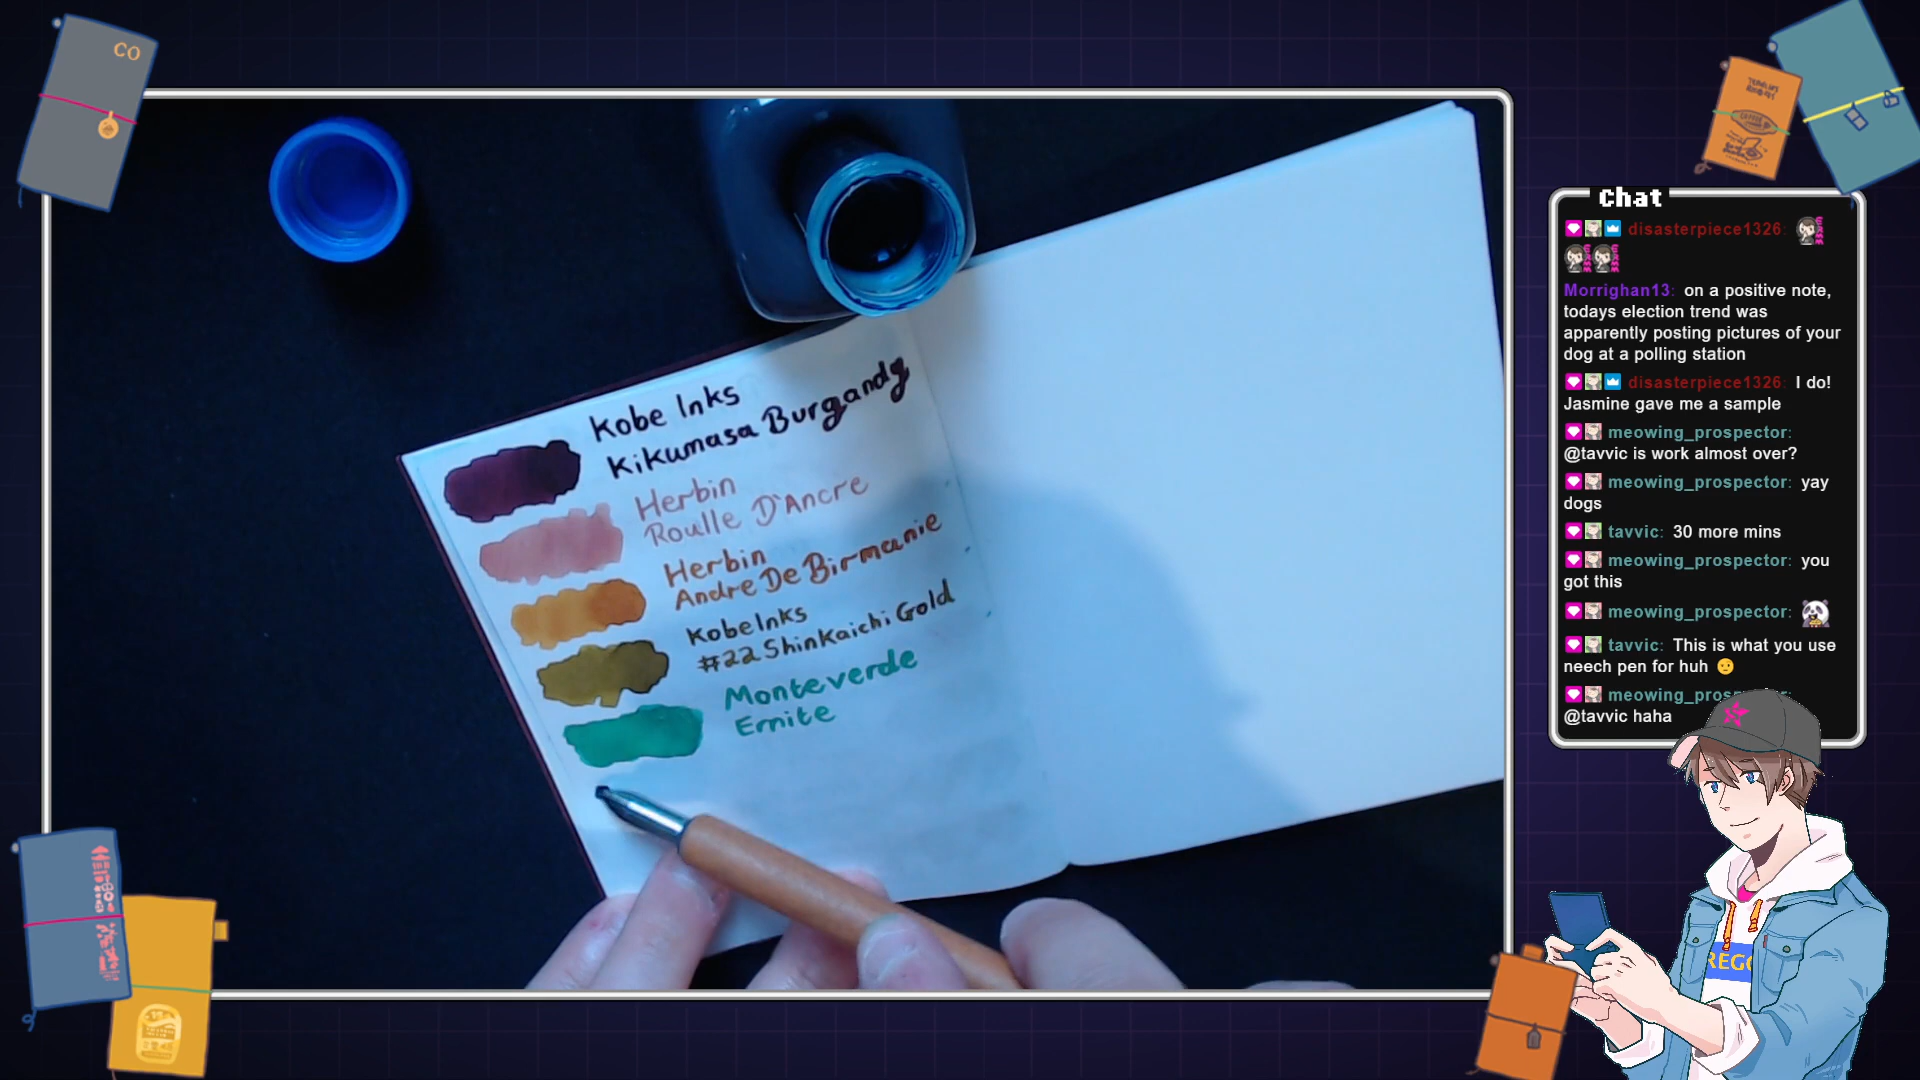 CO
chat
disasterpiece1326:
Morrighan13: on a positive note,
todays election trend was
apparently posting pictures of your
dog at a polling station
disasterpiece1326: I do!
Jasmine gave me a sample
meowing_prospector:
@tavvic is work almost over?
meowing_prospector: yay
dogs
tavvic: 30 more mins
meowing_prospector: you
got this
meowing_prospector:
tavvic: This is what you use
neech pen for huh
@tavvic haha
Kobe Inks
Kikumasa Burgandy
Herbin
Roulle D'Ancre
Herbin
Andre De Birmanie
Kobe Inks
#22 Shinkaichi Gold
Monteverde
Ernite
REGO